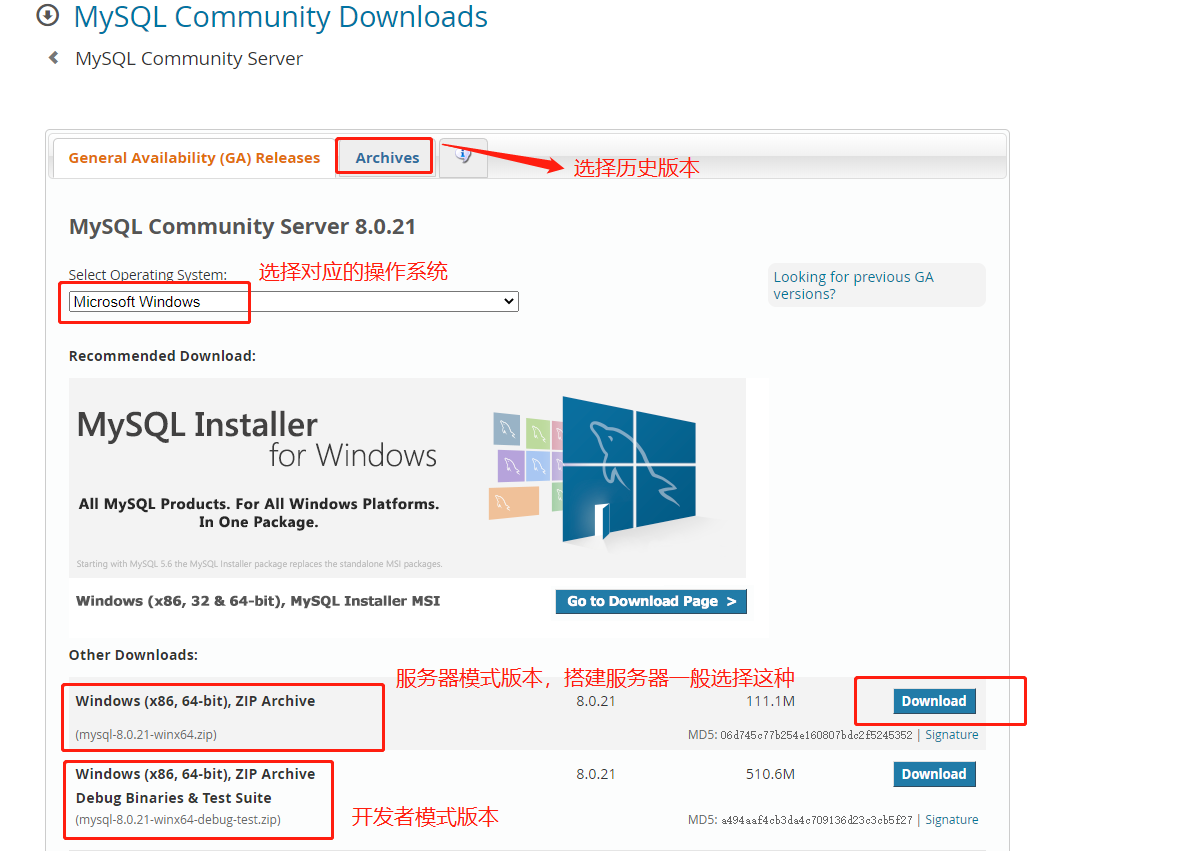 MySQL Community Downloads
MySQL Community Server
General Availability (GA) Releases
Archives
选择历史版本
MySQL Community Server 8.0.21
Select Operating System:
选择对应的操作系统
Microsoft Windows
Looking for previous GA
versions?
Recommended Download:
MySQL Installer
for Windows
All MySQL Products. For All Windows Platforms.
In One Package.
Starting with MySQL 5.6 the MySQL Installer package replaces the standalone MSI packages.
Windows (x86, 32 & 64-bit), MySQL Installer MSI
Go to Download Page >
Other Downloads:
服务器模式版本，搭建服务器一般选择这种
Windows (x86, 64-bit), ZIP Archive
8.0.21
111.1M
Download
(mysql-8.0.21-winx64.zip)
MD5: 06d745c77b254e160807bdc2f5245352 | Signature
Windows (x86, 64-bit), ZIP Archive
8.0.21
510.6M
Download
Debug Binaries & Test Suite
(mysql-8.0.21-winx64-debug-test.zip)
MD5: a494aaf4cb3da4c709136d23c3cb5f27 | Signature
开发者模式版本